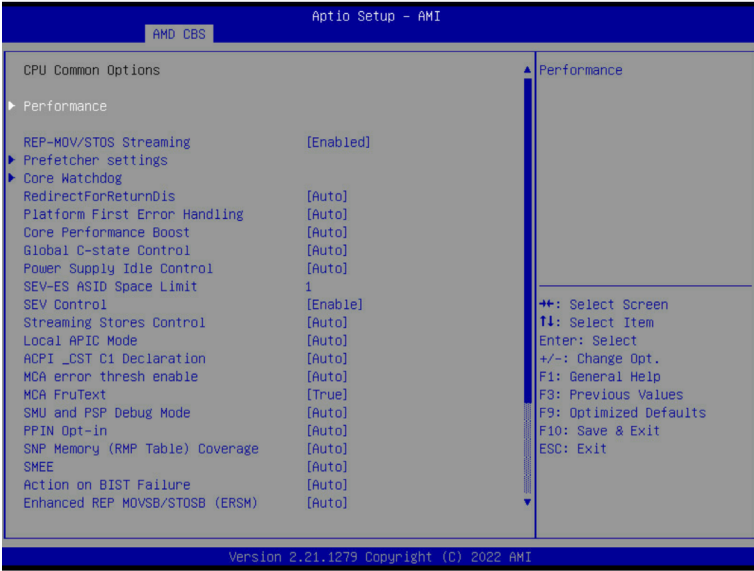 Aptio Setup – AMI
AMD CBS
CPU Common Options
Performance
REP-MOV/STOS Streaming [Enabled]
Prefetcher settings
Core Watchdog
RedirectForReturnDis [Auto]
Platform First Error Handling [Auto]
Core Performance Boost [Auto]
Global C-state Control [Auto]
Power Supply Idle Control [Auto]
SEV-ES ASID Space Limit 1
SEV Control [Enable]
Streaming Stores Control [Auto]
Local APIC Mode [Auto]
ACPI _CST C1 Declaration [Auto]
MCA error thresh enable [Auto]
MCA FruText [True]
SMU and PSP Debug Mode [Auto]
PPIN Opt-in [Auto]
SNP Memory (RMP Table) Coverage [Auto]
SMEE [Auto]
Action on BIST Failure [Auto]
Enhanced REP MOVSB/STOSB (ERSM) [Auto]
Performance
→←: Select Screen
↑↓: Select Item
Enter: Select
+/-: Change Opt.
F1: General Help
F3: Previous Values
F9: Optimized Defaults
F10: Save & Exit
ESC: Exit
Version 2.21.1279 Copyright (C) 2022 AMI